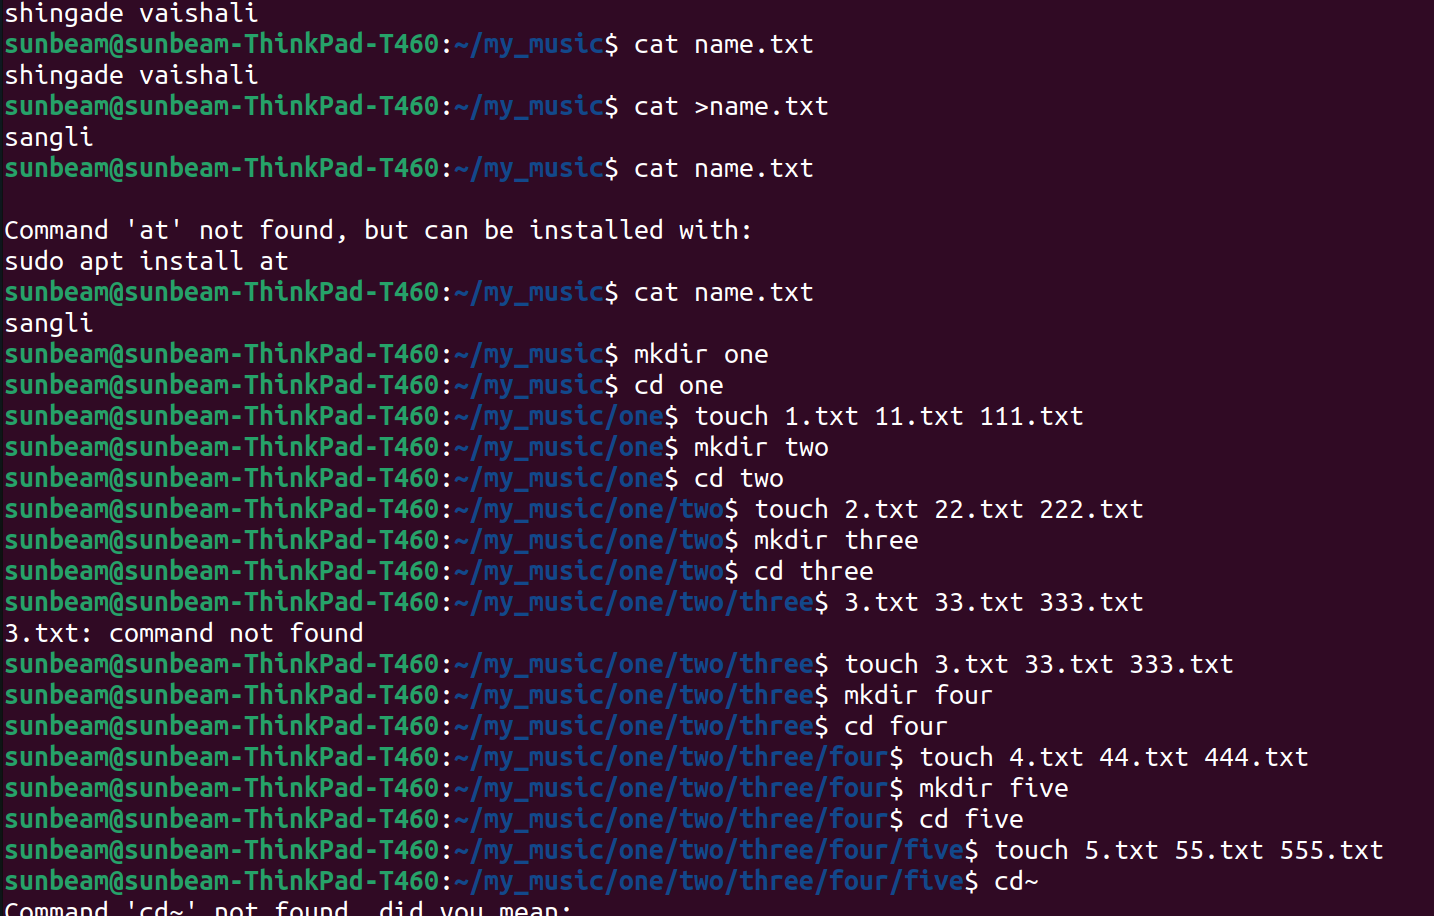 shingade vaishali
sunbeam@sunbeam-ThinkPad-T460:~/my_music$ cat name.txt
shingade vaishali
sunbeam@sunbeam-ThinkPad-T460:~/my_music$ cat >name.txt
sangli
sunbeam@sunbeam-ThinkPad-T460:~/my_music$ cat name.txt
Command 'at' not found, but can be installed with:
sudo apt install at
sunbeam@sunbeam-ThinkPad-T460:~/my_music$ cat name.txt
sangli
sunbeam@sunbeam-ThinkPad-T460:~/my_music$ mkdir one
sunbeam@sunbeam-ThinkPad-T460:~/my_music$ cd one
sunbeam@sunbeam-ThinkPad-T460:~/my_music/one$ touch 1.txt 11.txt 111.txt
sunbeam@sunbeam-ThinkPad-T460:~/my_music/one$ mkdir two
sunbeam@sunbeam-ThinkPad-T460:~/my_music/one$ cd two
sunbeam@sunbeam-ThinkPad-T460:~/my_music/one/two$ touch 2.txt 22.txt 222.txt
sunbeam@sunbeam-ThinkPad-T460:~/my_music/one/two$ mkdir three
sunbeam@sunbeam-ThinkPad-T460:~/my_music/one/two$ cd three
sunbeam@sunbeam-ThinkPad-T460:~/my_music/one/two/three$ 3.txt 33.txt 333.txt
3.txt: command not found
sunbeam@sunbeam-ThinkPad-T460:~/my_music/one/two/three$ touch 3.txt 33.txt 333.txt
sunbeam@sunbeam-ThinkPad-T460:~/my_music/one/two/three$ mkdir four
sunbeam@sunbeam-ThinkPad-T460:~/my_music/one/two/three$ cd four
sunbeam@sunbeam-ThinkPad-T460:~/my_music/one/two/three/four$ touch 4.txt 44.txt 444.txt
sunbeam@sunbeam-ThinkPad-T460:~/my_music/one/two/three/four$ mkdir five
sunbeam@sunbeam-ThinkPad-T460:~/my_music/one/two/three/four$ cd five
sunbeam@sunbeam-ThinkPad-T460:~/my_music/one/two/three/four/five$ touch 5.txt 55.txt 555.txt
sunbeam@sunbeam-ThinkPad-T460:~/my_music/one/two/three/four/five$ cd~
Command 'cd~' not found, did you mean: